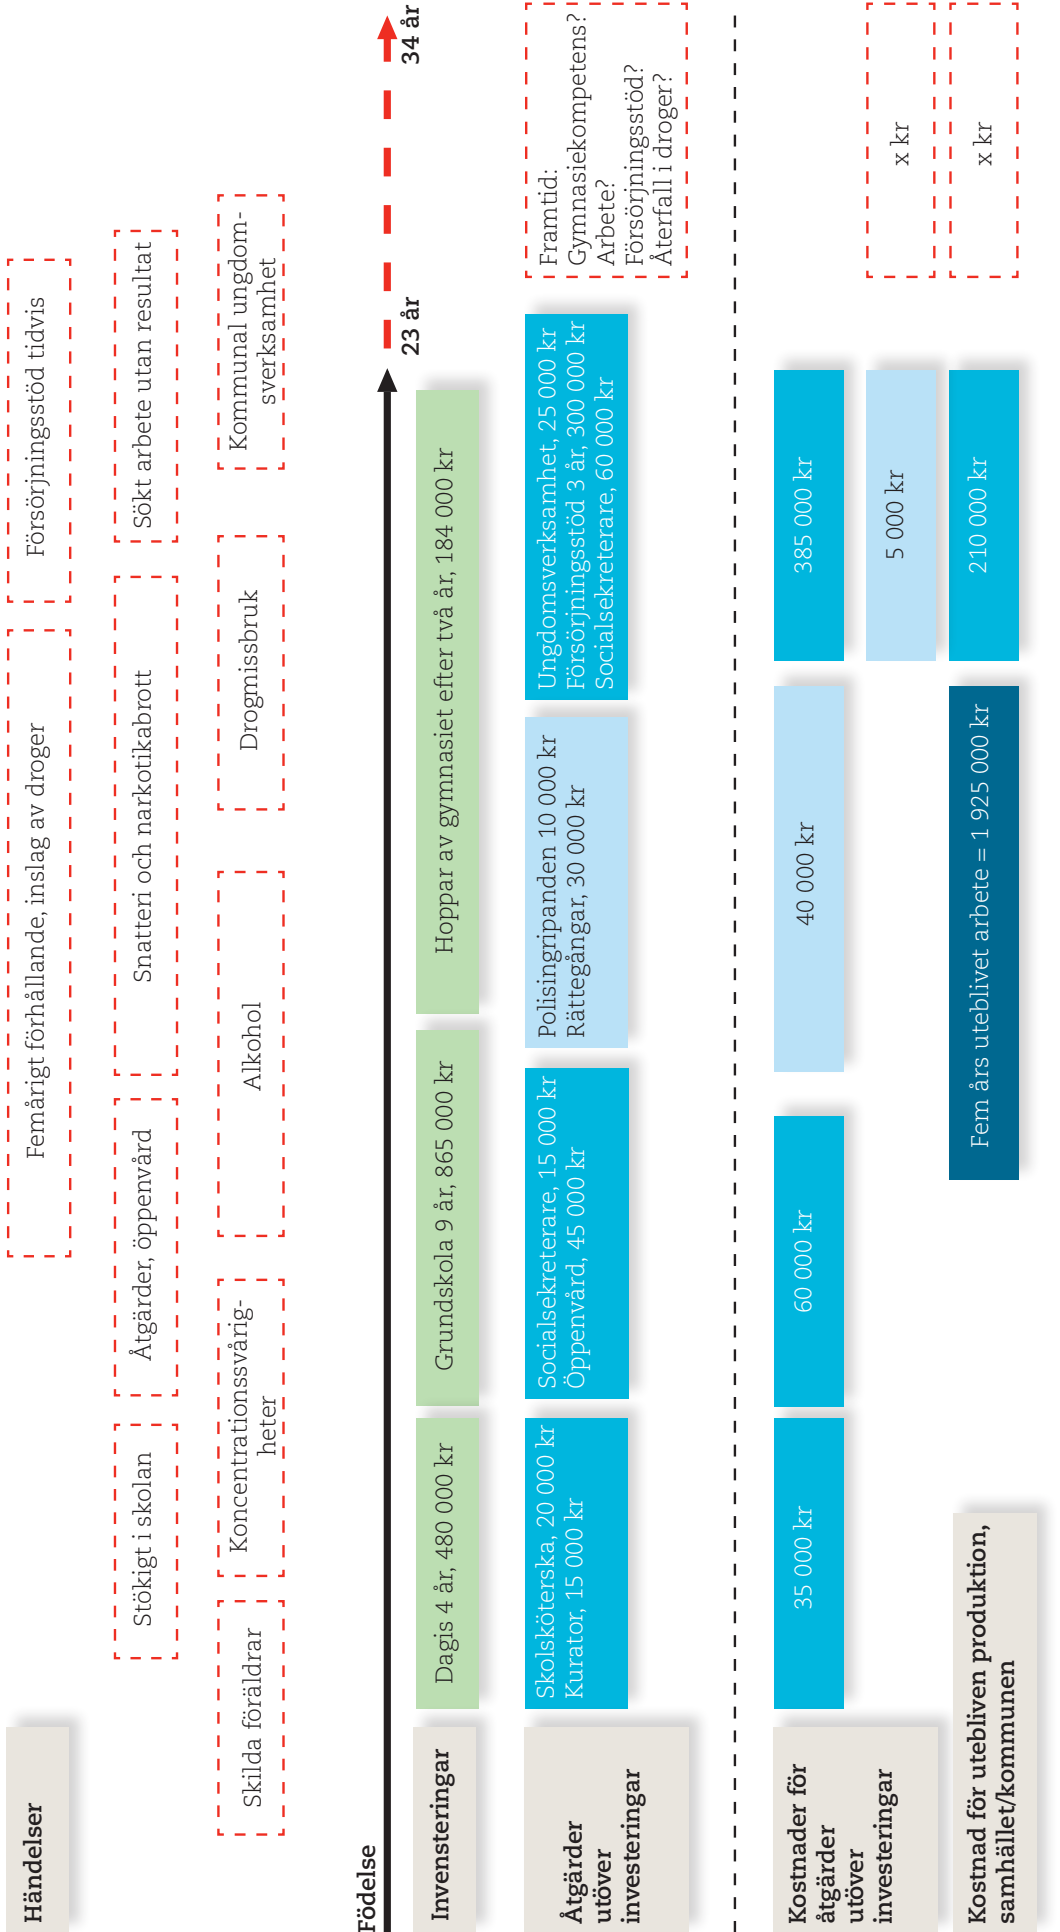 Händelser
Femårigt förhållande, inslag av droger
Försörjningsstöd tidvis
Stökigt i skolan
Åtgärder, öppenvård
Snatteri och narkotikabrott
Sökt arbete utan resultat
Skilda föräldrar
Koncentrationssvårig-
heter
Alkohol
Drogmissbruk
Kommunal ungdom-
sverksamhet
Födelse
23 år
34 år
Invensteringar
Dagis 4 år, 480 000 kr
Grundskola 9 år, 865 000 kr
Hoppar av gymnasiet efter två år, 184 000 kr
Åtgärder
utöver
investeringar
Skolsköterska, 20 000 kr
Kurator, 15 000 kr
Socialsekreterare, 15 000 kr
Öppenvård, 45 000 kr
Polisingripanden 10 000 kr
Rättegångar, 30 000 kr
Ungdomsverksamhet, 25 000 kr
Försörjningsstöd 3 år, 300 000 kr
Socialsekreterare, 60 000 kr
Framtid:
Gymnasiekompetens?
Arbete?
Försörjningsstöd?
Återfall i droger?
Kostnader för
åtgärder
utöver
investeringar
35 000 kr
60 000 kr
40 000 kr
385 000 kr
5 000 kr
x kr
Kostnad för utebliven produktion,
samhället/kommunen
Fem års uteblivet arbete = 1 925 000 kr
210 000 kr
x kr